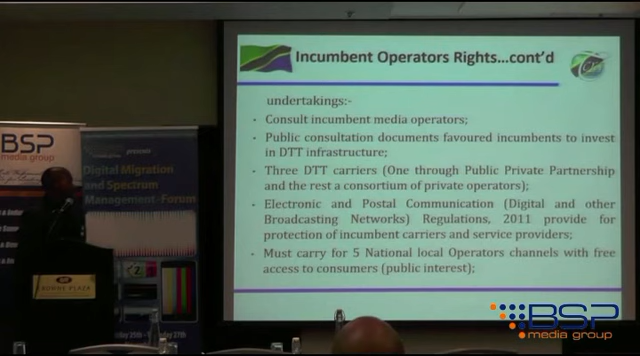 Incumbent Operators Rights...cont'd
undertakings:-
- Consult incumbent media operators;
- Public consultation documents favoured incumbents to invest
in DTT infrastructure;
- Three DTT carriers (One through Public Private Partnership
and the rest a consortium of private operators);
- Electronic and Postal Communication (Digital and other
Broadcasting Networks) Regulations, 2011 provide for
protection of incumbent carriers and service providers;
- Must carry for 5 National local Operators channels with free
access to consumers (public interest);
BSP
media group
Digital Migration
and Spectrum
Management-Forum
BSP
media group